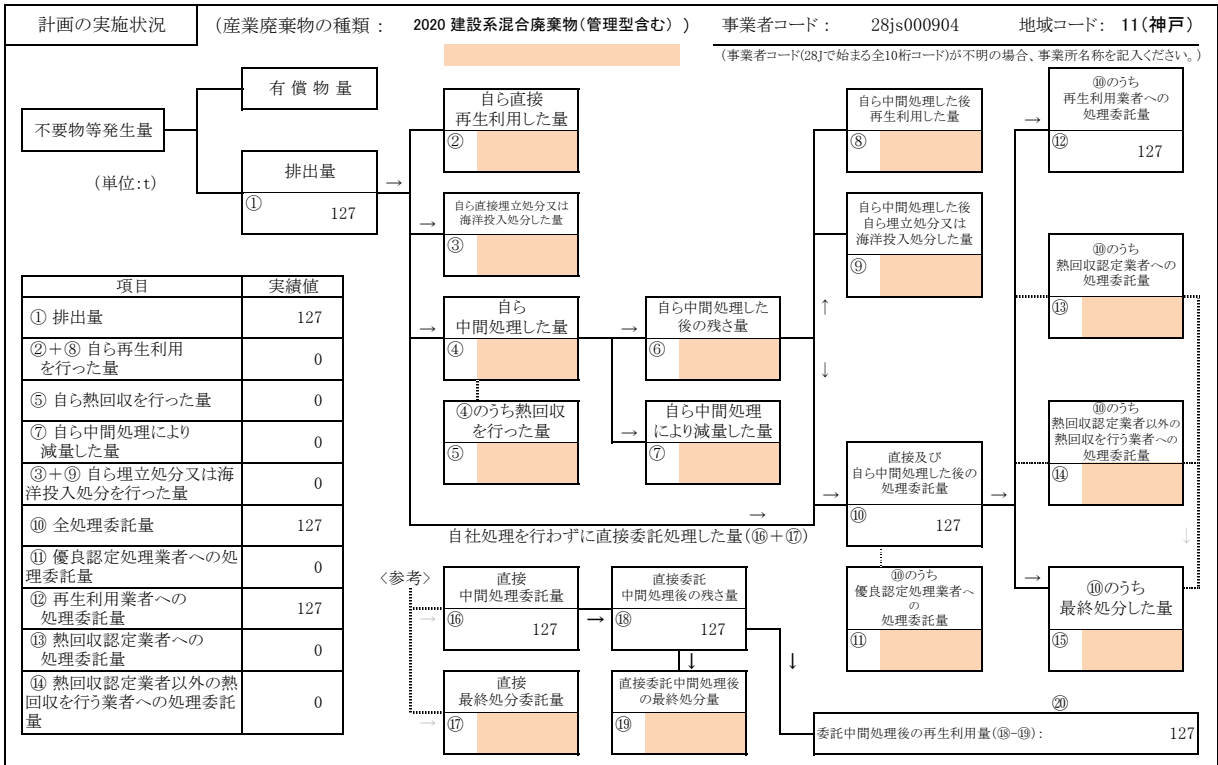 計画の実施状況
(産業廃棄物の種類： 2020 建設系混合廃棄物(管理型含む) )
事業者コード： 28js000904 地域コード： 11(神戸)
(事業者コード(28Jで始まる全10桁コード)が不明の場合、事業所名称を記入ください。)
不要物等発生量
(単位:t)
有償物量
排出量
① 127
→
自ら直接
再生利用した量
②
→
自ら直接埋立処分又は
海洋投入処分した量
③
→
自ら
中間処理した量
④
④のうち熱回収
を行った量
⑤
→
自ら中間処理した
後の残さ量
⑥
→
自ら中間処理
により減量した量
⑦
自ら中間処理した後
再生利用した量
⑧
自ら中間処理した後
自ら埋立処分又は
海洋投入処分した量
⑨
↑
↓
→
直接及び
自ら中間処理した後の
処理委託量
⑩ 127
→
⑩のうち
優良認定処理業者へ
の
処理委託量
⑪
→
⑩のうち
再生利用業者への
処理委託量
⑫ 127
⑩のうち
熱回収認定業者への
処理委託量
⑬
⑩のうち
熱回収認定業者以外の
熱回収を行う業者への
処理委託量
⑭
↓
→
⑩のうち
最終処分した量
⑮
→
自社処理を行わずに直接委託処理した量(⑯＋⑰)
項目 実績値
① 排出量 127
②＋⑧ 自ら再生利用
を行った量 0
⑤ 自ら熱回収を行った量 0
⑦ 自ら中間処理により
減量した量 0
③＋⑨ 自ら埋立処分又は海
洋投入処分を行った量 0
⑩ 全処理委託量 127
⑪ 優良認定処理業者への処
理委託量 0
⑫ 再生利用業者への
処理委託量 127
⑬ 熱回収認定業者への
処理委託量 0
⑭ 熱回収認定業者以外の熱
回収を行う業者への処理委託
量 0
〈参考〉
→
直接
中間処理委託量
⑯ 127
→
直接委託
中間処理後の残さ量
⑱ 127
↓
↓
→
直接
最終処分委託量
⑰
直接委託中間処理後
の最終処分量
⑲
⑳
委託中間処理後の再生利用量(⑱-⑲)： 127